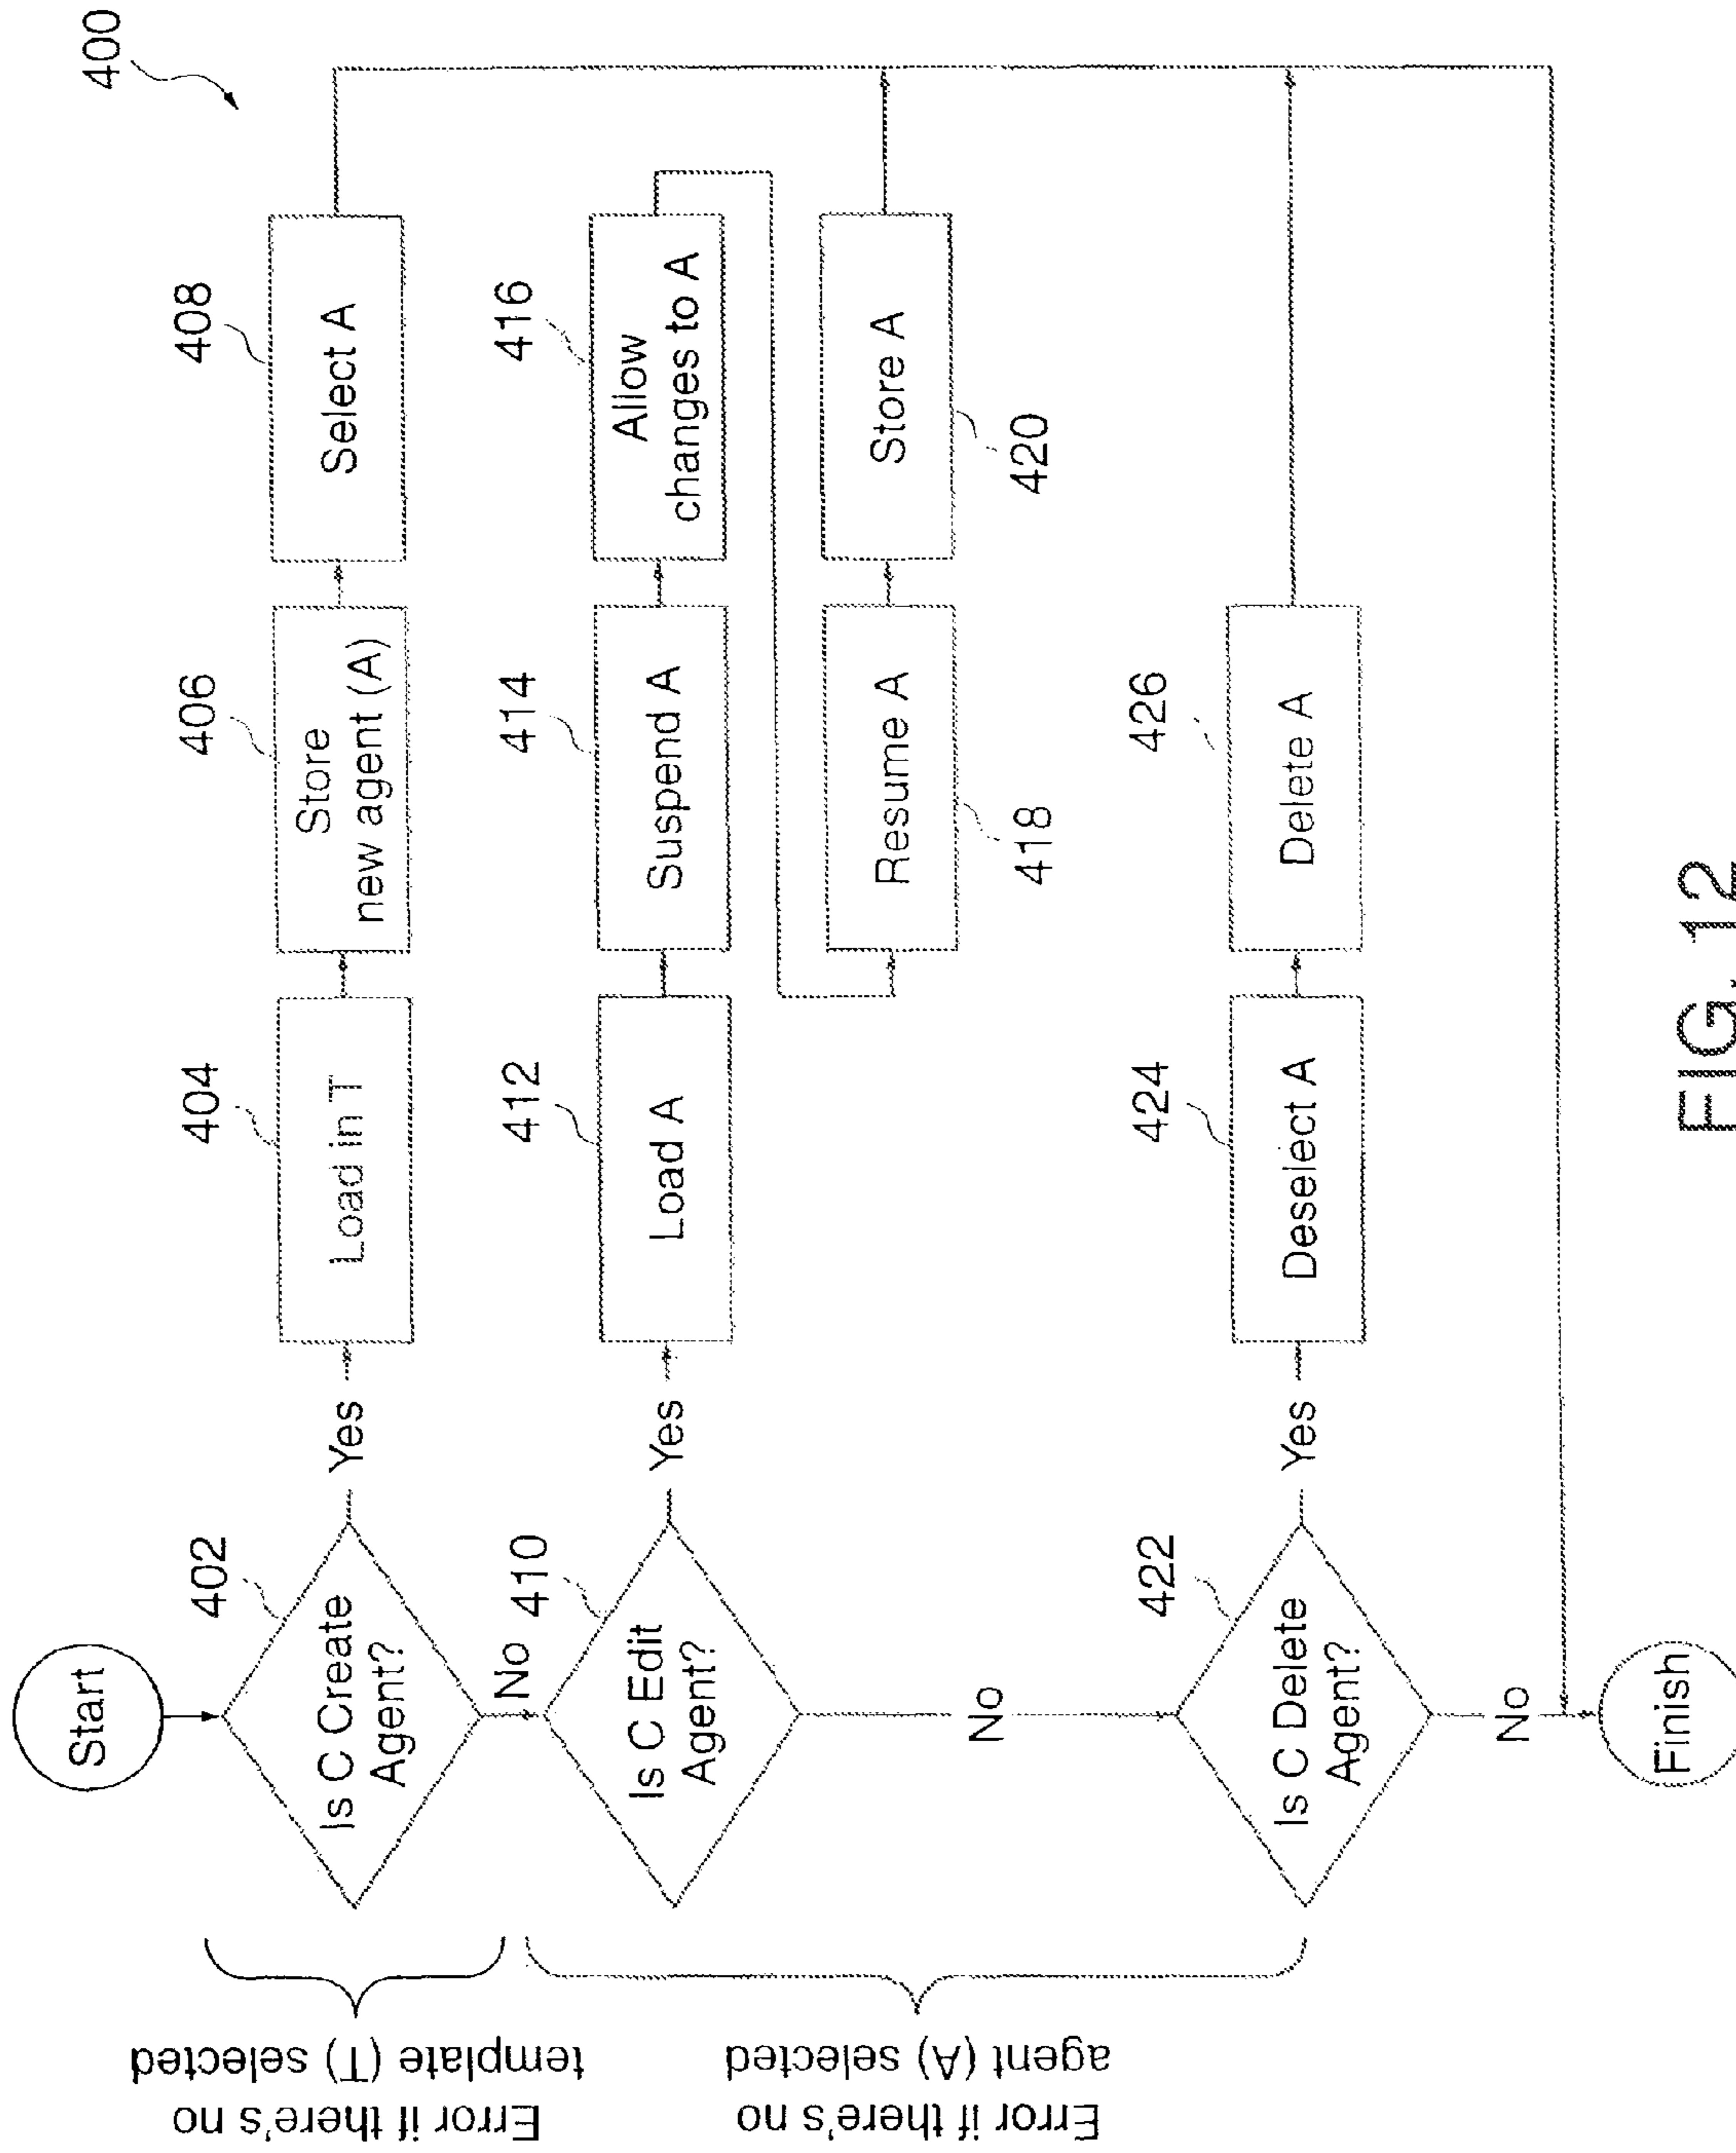 400
Start
402
Is C Create
Agent?
Yes
404
Load in T
406
Store
new agent (A)
408
Select A
Error if there's no
template (T) selected
No
410
Is C Edit
Agent?
Yes
412
Load A
414
Suspend A
416
Allow
changes to A
Resume A
418
Store A
420
Error if there's no
agent (A) selected
No
422
Is C Delete
Agent?
Yes
424
Deselect A
426
Delete A
No
Finish
FIG. 12